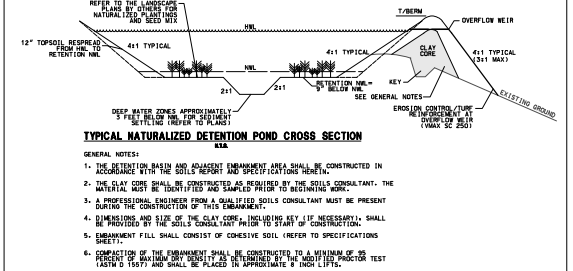 REFER TO THE LANDSCAPE
PLANS BY OTHERS FOR
NATURALIZED PLANTINGS
AND SEED MIX
T/BERM
OVERFLOW WEIR
HWL
12" TOPSOIL RESPREAD
FROM HWL TO
RETENTION NWL
4:1 TYPICAL
4:1 TYPICAL
CLAY
CORE
4:1 TYPICAL
(3:1 MAX)
NWL
2:1
2:1
RETENTION NWL=
9" BELOW NWL
KEY
SEE GENERAL NOTES
EXISTING GROUND
DEEP WATER ZONES APPROXIMATELY
3 FEET BELOW NWL FOR SEDIMENT
SETTLING (REFER TO PLANS)
EROSION CONTROL/TURF
REINFORCEMENT AT
OVERFLOW WEIR
(VMAX SC 250)
TYPICAL NATURALIZED DETENTION POND CROSS SECTION
N.T.S.
GENERAL NOTES:
1. THE DETENTION BASIN AND ADJACENT EMBANKMENT AREA SHALL BE CONSTRUCTED IN
ACCORDANCE WITH THE SOILS REPORT AND SPECIFICATIONS HEREIN.
2. THE CLAY CORE SHALL BE CONSTRUCTED AS REQUIRED BY THE SOILS CONSULTANT. THE
MATERIAL MUST BE IDENTIFIED AND SAMPLED PRIOR TO BEGINNING WORK.
3. A PROFESSIONAL ENGINEER FROM A QUALIFIED SOILS CONSULTANT MUST BE PRESENT
DURING THE CONSTRUCTION OF THIS EMBANKMENT.
4. DIMENSIONS AND SIZE OF THE CLAY CORE, INCLUDING KEY (IF NECESSARY), SHALL
BE PROVIDED BY THE SOILS CONSULTANT PRIOR TO START OF CONSTRUCTION.
5. EMBANKMENT FILL SHALL CONSIST OF COHESIVE SOIL (REFER TO SPECIFICATIONS
SHEET).
6. COMPACTION OF THE EMBANKMENT SHALL BE CONSTRUCTED TO A MINIMUM OF 95
PERCENT OF MAXIMUM DRY DENSITY AS DETERMINED BY THE MODIFIED PROCTOR TEST
(ASTM D 1557) AND SHALL BE PLACED IN APPROXIMATE 8 INCH LIFTS.